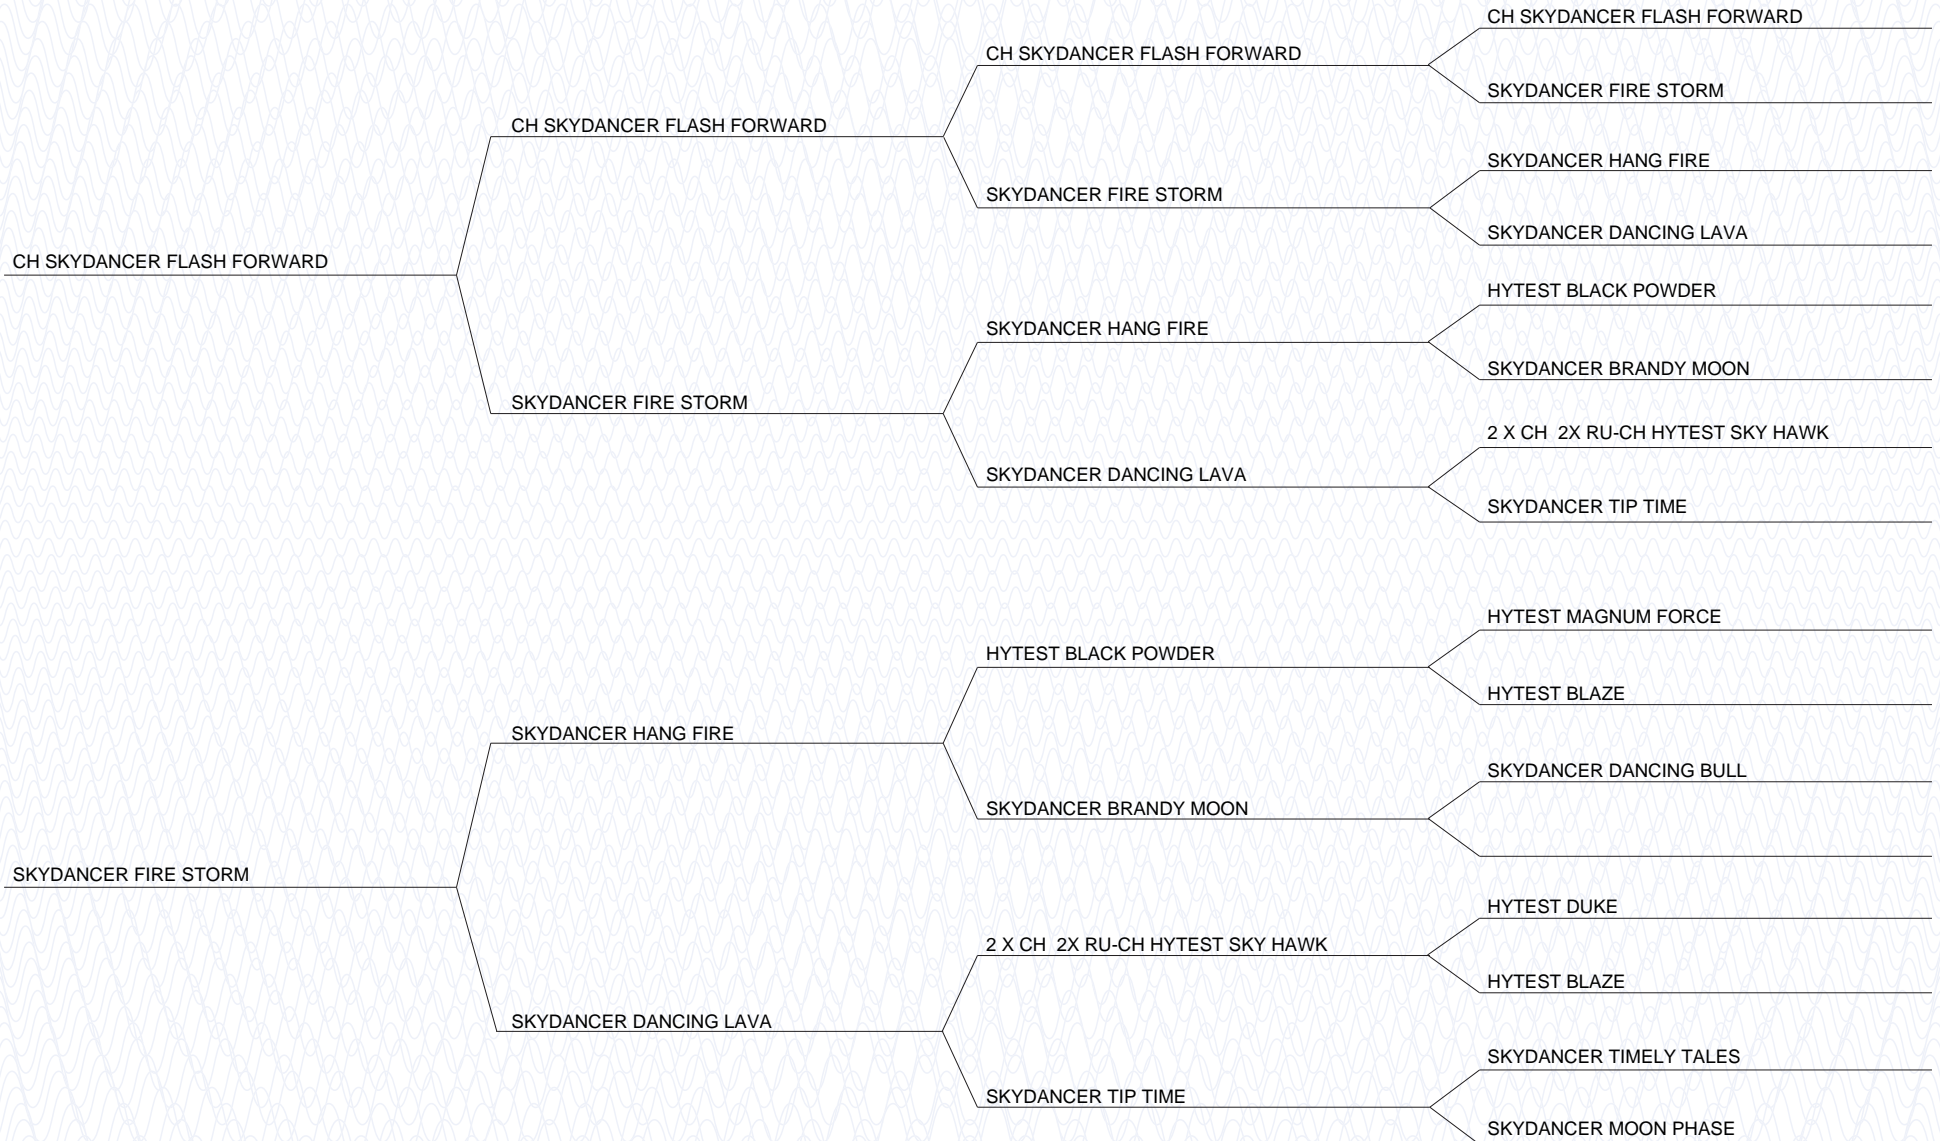 CH SKYDANCER FLASH FORWARD
CH SKYDANCER FLASH FORWARD
CH SKYDANCER FLASH FORWARD
CH SKYDANCER FLASH FORWARD
SKYDANCER FIRE STORM
SKYDANCER FIRE STORM
SKYDANCER HANG FIRE
SKYDANCER DANCING LAVA
SKYDANCER FIRE STORM
SKYDANCER HANG FIRE
HYTEST BLACK POWDER
SKYDANCER BRANDY MOON
SKYDANCER DANCING LAVA
2 X CH  2X RU-CH HYTEST SKY HAWK
SKYDANCER TIP TIME
SKYDANCER FIRE STORM
SKYDANCER HANG FIRE
HYTEST BLACK POWDER
HYTEST MAGNUM FORCE
HYTEST BLAZE
SKYDANCER BRANDY MOON
SKYDANCER DANCING BULL
SKYDANCER DANCING LAVA
2 X CH  2X RU-CH HYTEST SKY HAWK
HYTEST DUKE
HYTEST BLAZE
SKYDANCER TIP TIME
SKYDANCER TIMELY TALES
SKYDANCER MOON PHASE